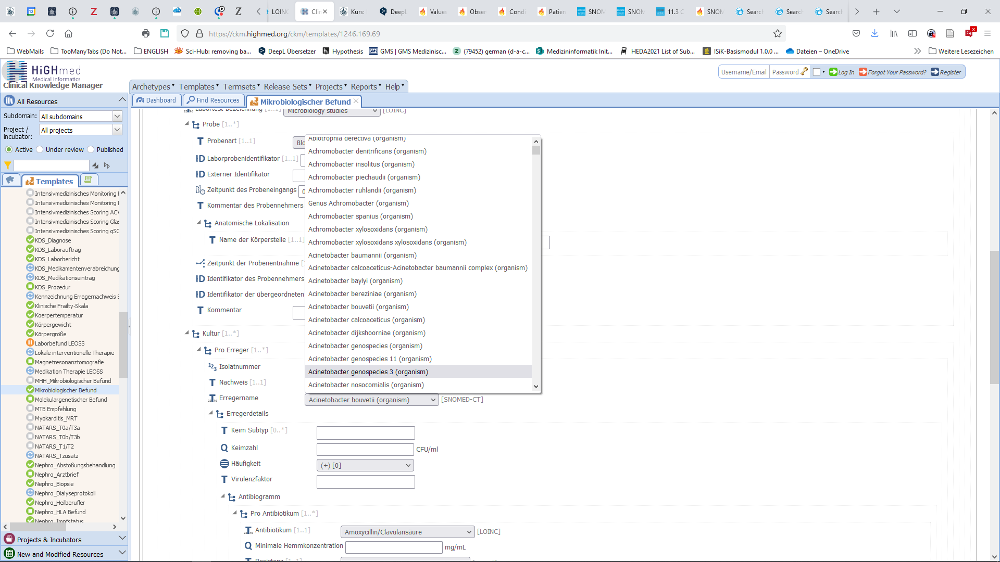 LOINC
Clin
Kurs:
DeepL
Values
Obser
Condi
Patien
SNOM
SNOM
11.3 C
SNOM
Search
Search
Search
https://ckm.highmed.org/ckm/templates/1246.169.69
WebMails
TooManyTabs (Do Not...
ENGLISH
Sci-Hub: removing ba...
DeepL Übersetzer
Hypothesis
GMS | GMS Medizinisc...
(79452) german (d-a-c...
Medizininformatik Init...
HEDA2021 List of Sub...
ISiK-Basismodul 1.0.0 ...
Dateien – OneDrive
Weitere Lesezeichen
HiGHmed
Medical Informatics
Clinical Knowledge Manager
Username/Email
Password
Log In
Forgot Your Password?
Register
Archetypes
Templates
Termsets
Release Sets
Projects
Reports
Help
Dashboard
Find Resources
Mikrobiologischer Befund
All Resources
Subdomain:
All subdomains
Project /
incubator:
All projects
Active
Under review
Published
Templates
Intensivmedizinisches Monitoring
Intensivmedizinisches Monitoring
Intensivmedizinisches Scoring ACV
Intensivmedizinisches Scoring Glas
Intensivmedizinisches Scoring qSO
KDS_Diagnose
KDS_Laborauftrag
KDS_Laborbericht
KDS_Medikamentenverabreichung
KDS_Medikationseintrag
KDS_Prozedur
Kennzeichnung Erregernachweis S
Klinische Frailty-Skala
Koerpertemperatur
Körpergewicht
Körpergröße
Laborbefund LEOSS
Lokale interventionelle Therapie
Magnetresonanztomografie
Medikation Therapie LEOSS
MHH_Mikrobiologischer Befund
Mikrobiologischer Befund
Molekulargenetischer Befund
MTB Empfehlung
Myokarditis_MRT
NATARS_T0a/T3a
NATARS_T0b/T3b
NATARS_T1/T2
NATARS_Tzusatz
Nephro_Abstoßungsbehandlung
Nephro_Arztbrief
Nephro_Biopsie
Nephro_Dialyseprotokoll
Nephro_Heilberufler
Nephro_HLA Befund
Nephro_Impfstatus
Projects & Incubators
New and Modified Resources
Labortest Bezeichnung [1..1]
Microbiology studies
[LOINC]
Probe [1..*]
Probenart [1..1]
Blo
Laborprobenidentifikator [1..1]
Externer Identifikator
Zeitpunkt des Probeneingangs
Kommentar des Probennehmers
Anatomische Lokalisation
Name der Körperstelle [1..1]
Zeitpunkt der Probenentnahme [
Identifikator des Probennehmers
Identifikator der übergeordneten
Kommentar
Abiotrophia defectiva (organism)
Achromobacter denitrificans (organism)
Achromobacter insolitus (organism)
Achromobacter piechaudii (organism)
Achromobacter ruhlandii (organism)
Genus Achromobacter (organism)
Achromobacter spanius (organism)
Achromobacter xylosoxidans (organism)
Achromobacter xylosoxidans xylosoxidans (organism)
Acinetobacter baumannii (organism)
Acinetobacter calcoaceticus-Acinetobacter baumannii complex (organism)
Acinetobacter baylyi (organism)
Acinetobacter bereziniae (organism)
Acinetobacter bouvetii (organism)
Acinetobacter calcoaceticus (organism)
Acinetobacter dijkshoorniae (organism)
Acinetobacter genospecies (organism)
Acinetobacter genospecies 11 (organism)
Acinetobacter genospecies 3 (organism)
Acinetobacter nosocomialis (organism)
Kultur [1..*]
Pro Erreger [1..*]
Isolatnummer
Nachweis [1..1]
Erregername
Acinetobacter bouvetii (organism)
[SNOMED-CT]
Erregerdetails
Keim Subtyp [0..*]
Keimzahl
CFU/ml
Häufigkeit
(+) [0]
Virulenzfaktor
Antibiogramm
Pro Antibiotikum [1..*]
Antibiotikum [1..1]
Amoxycillin/Clavulansäure
[LOINC]
Minimale Hemmkonzentration
mg/mL
Resistenz [1..1]